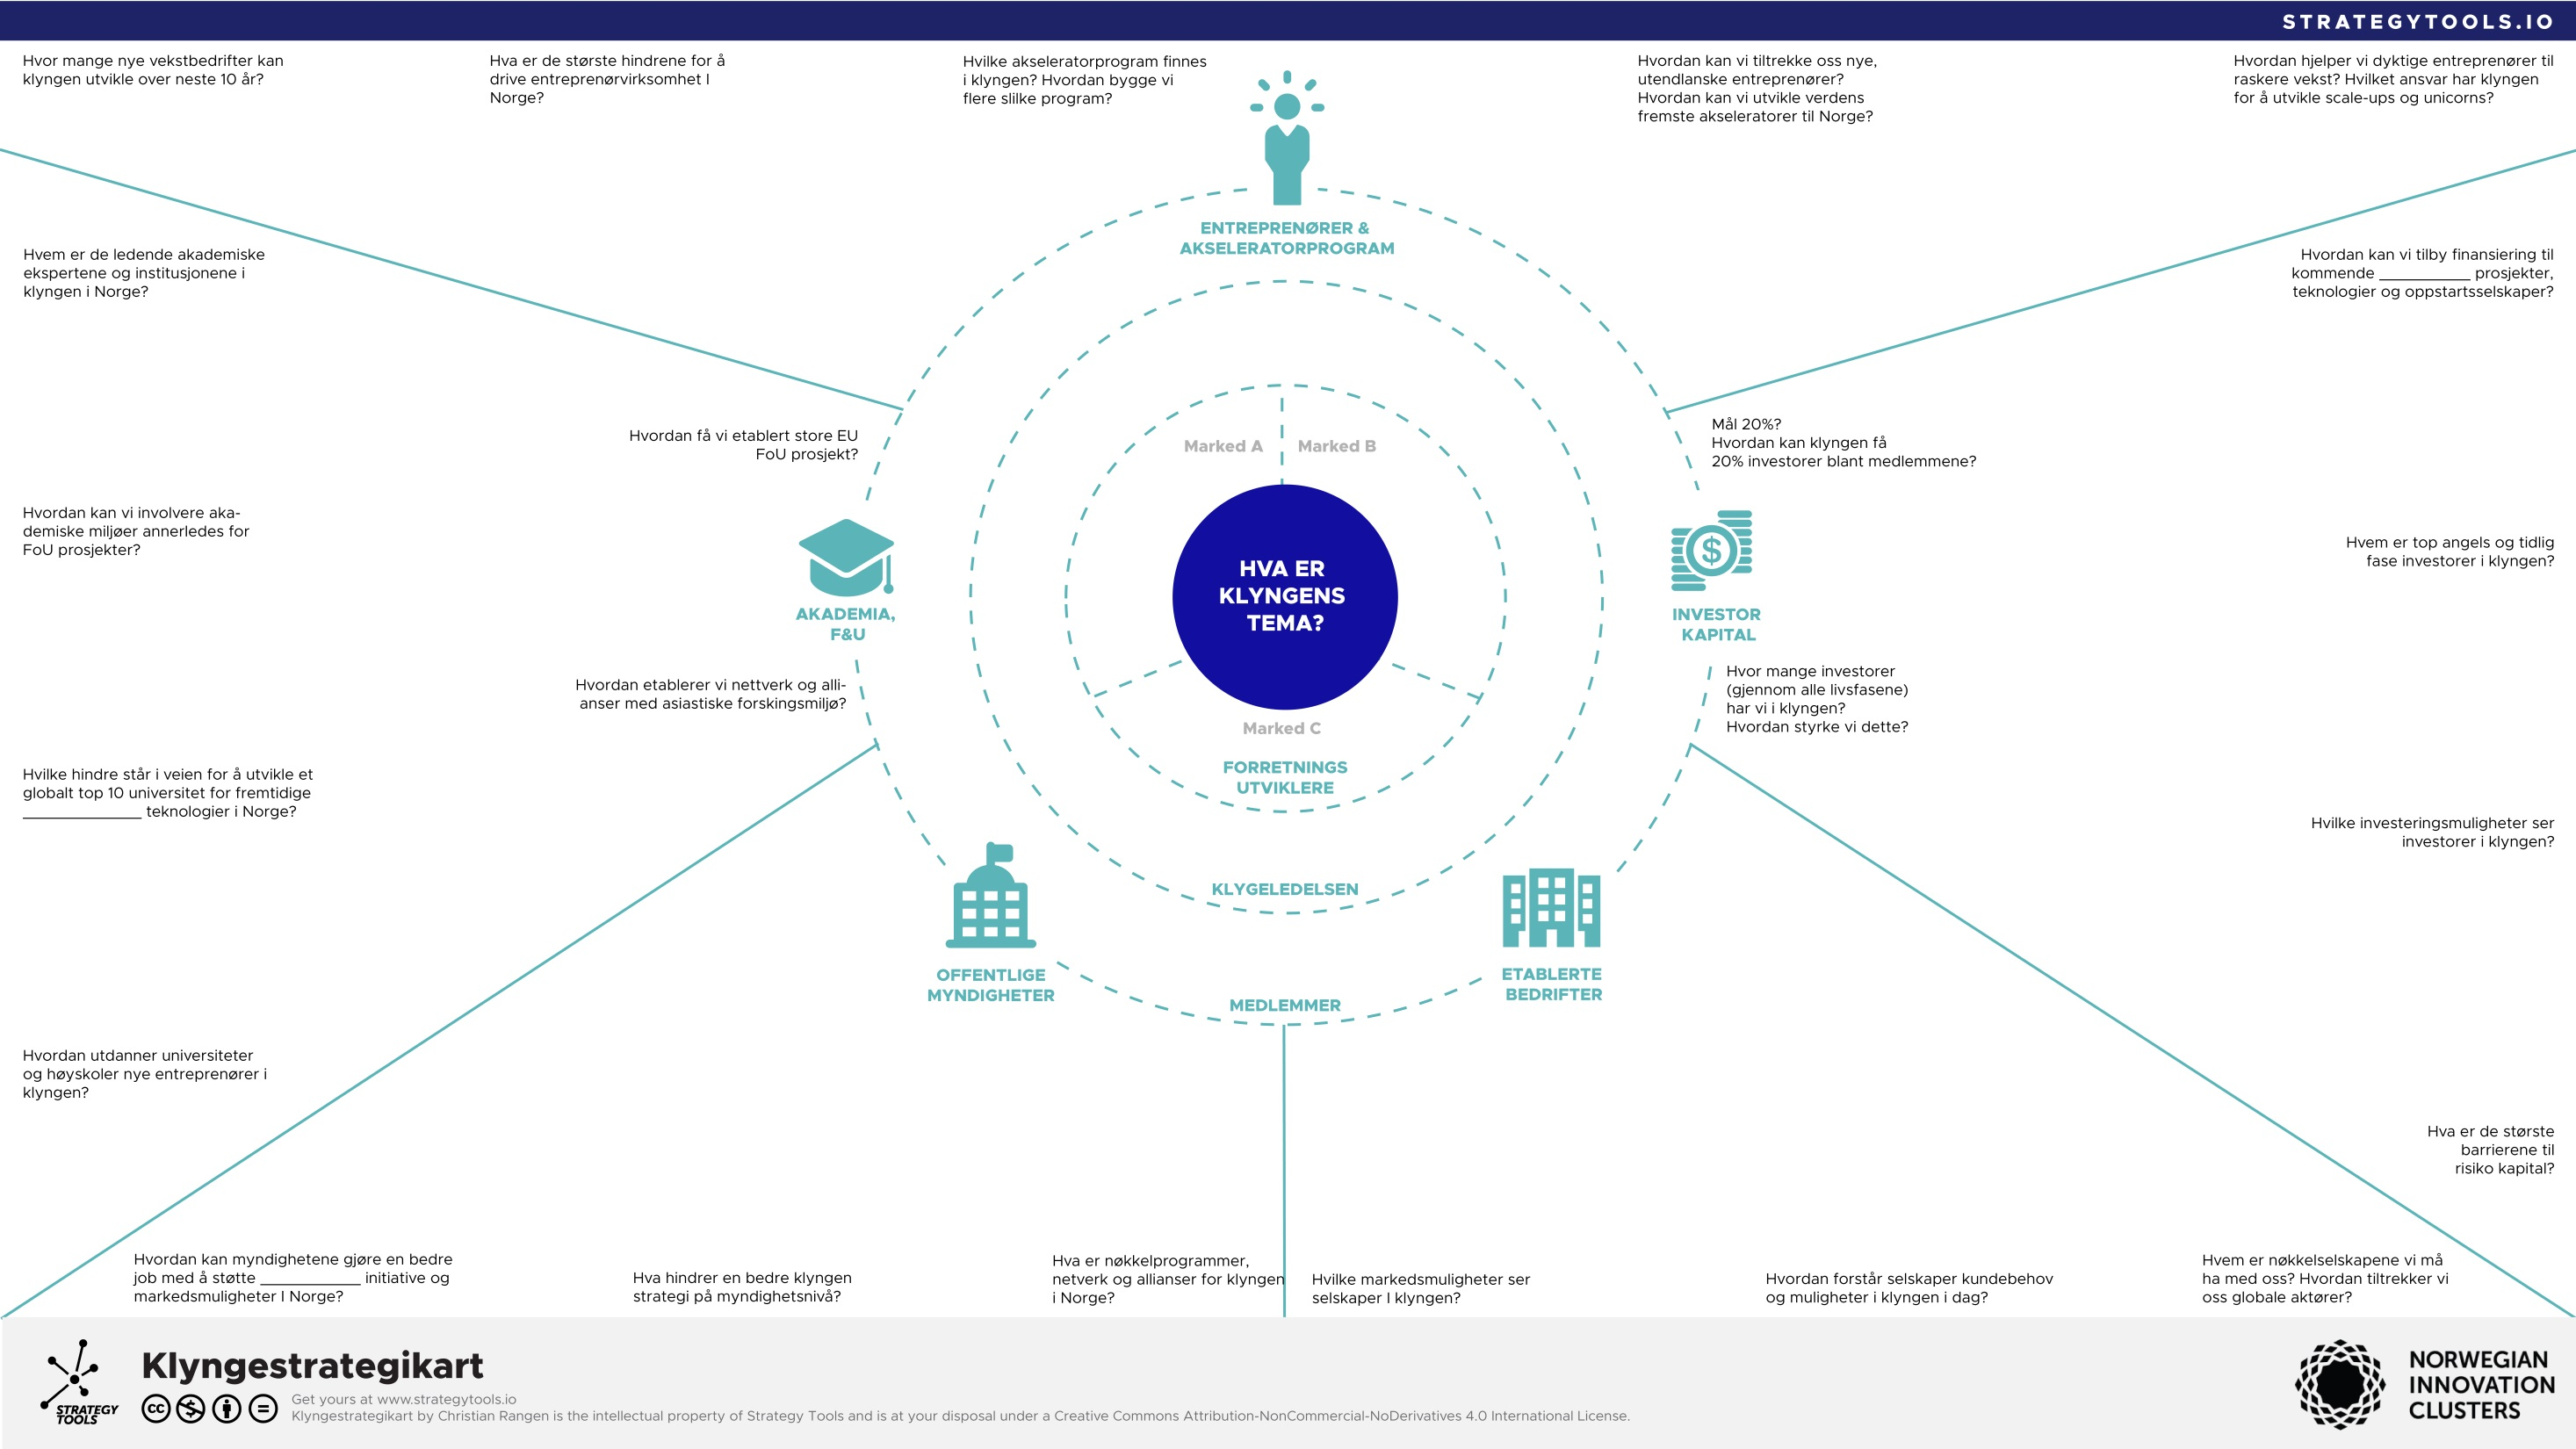 STRATEGYTOOLS.IO
Hvor mange nye vekstbedrifter kan
klyngen utvikle over neste 10 år?
Hva er de største hindrene for å
drive entreprenørvirksomhet I
Norge?
Hvilke akseleratorprogram finnes
i klyngen? Hvordan bygge vi
flere slilke program?
Hvordan kan vi tiltrekke oss nye,
utendlanske entreprenører?
Hvordan kan vi utvikle verdens
fremste akseleratorer til Norge?
Hvordan hjelper vi dyktige entreprenører til
raskere vekst? Hvilket ansvar har klyngen
for å utvikle scale-ups og unicorns?
ENTREPRENØRER &
AKSELERATORPROGRAM
Hvem er de ledende akademiske
ekspertene og institusjonene i
klyngen i Norge?
Hvordan kan vi tilby finansiering til
kommende ___________ prosjekter,
teknologier og oppstartsselskaper?
Hvordan få vi etablert store EU
FoU prosjekt?
Marked A
Marked B
Mål 20%?
Hvordan kan klyngen få
20% investorer blant medlemmene?
Hvordan kan vi involvere aka-
demiske miljøer annerledes for
FoU prosjekter?
AKADEMIA,
F&U
HVA ER
KLYNGENS
TEMA?
INVESTOR
KAPITAL
Hvem er top angels og tidlig
fase investorer i klyngen?
Hvordan etablerer vi nettverk og alli-
anser med asiastiske forskingsmiljø?
Marked C
FORRETNINGS
UTVIKLERE
Hvor mange investorer
(gjennom alle livsfasene)
har vi i klyngen?
Hvordan styrke vi dette?
Hvilke hindre står i veien for å utvikle et
globalt top 10 universitet for fremtidige
______________ teknologier i Norge?
Hvilke investeringsmuligheter ser
investorer i klyngen?
KLYGELEDELSEN
OFFENTLIGE
MYNDIGHETER
MEDLEMMER
ETABLERTE
BEDRIFTER
Hvordan utdanner universiteter
og høyskoler nye entreprenører i
klyngen?
Hva er de største
barrierene til
risiko kapital?
Hvordan kan myndighetene gjøre en bedre
job med å støtte ____________ initiative og
markedsmuligheter I Norge?
Hva hindrer en bedre klyngen
strategi på myndighetsnivå?
Hva er nøkkelprogrammer,
netverk og allianser for klyngen
i Norge?
Hvilke markedsmuligheter ser
selskaper I klyngen?
Hvordan forstår selskaper kundebehov
og muligheter i klyngen i dag?
Hvem er nøkkelselskapene vi må
ha med oss? Hvordan tiltrekker vi
oss globale aktører?
STRATEGY
TOOLS
Klyngestrategikart
cc
Get yours at www.strategytools.io
Klyngestrategikart by Christian Rangen is the intellectual property of Strategy Tools and is at your disposal under a Creative Commons Attribution-NonCommercial-NoDerivatives 4.0 International License.
NORWEGIAN
INNOVATION
CLUSTERS